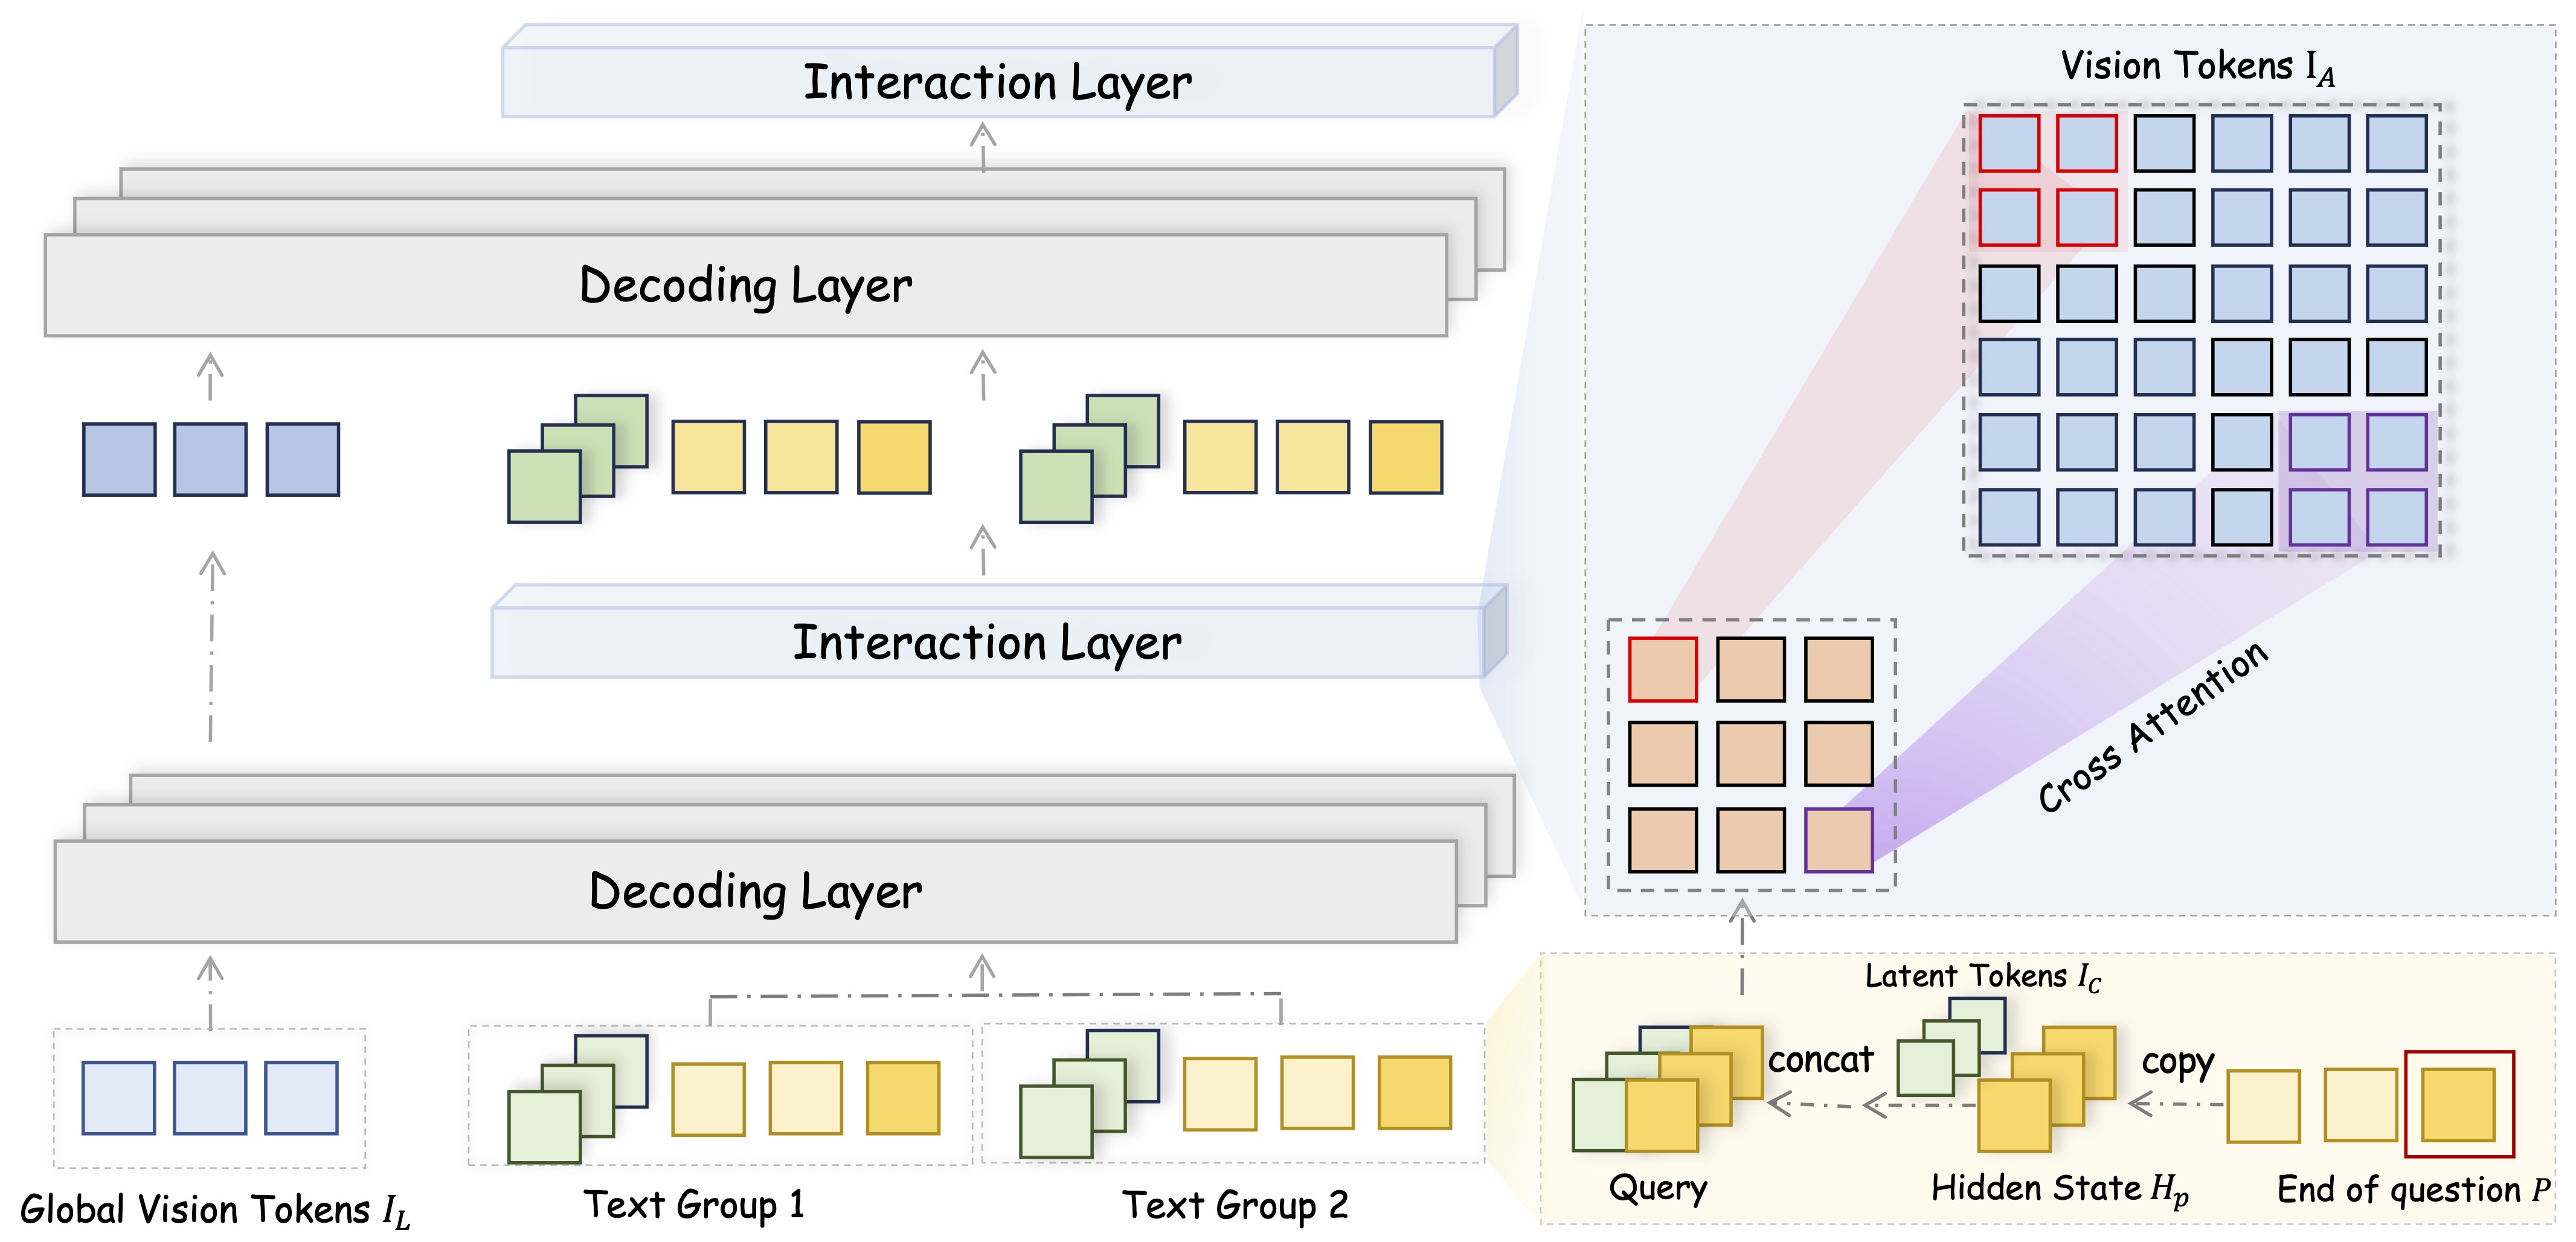 Interaction Layer
Decoding Layer
Interaction Layer
Decoding Layer
Global Vision Tokens I_L
Text Group 1
Text Group 2
Vision Tokens I_A
Cross Attention
Latent Tokens I_C
concat
copy
Query
Hidden State H_p
End of question P